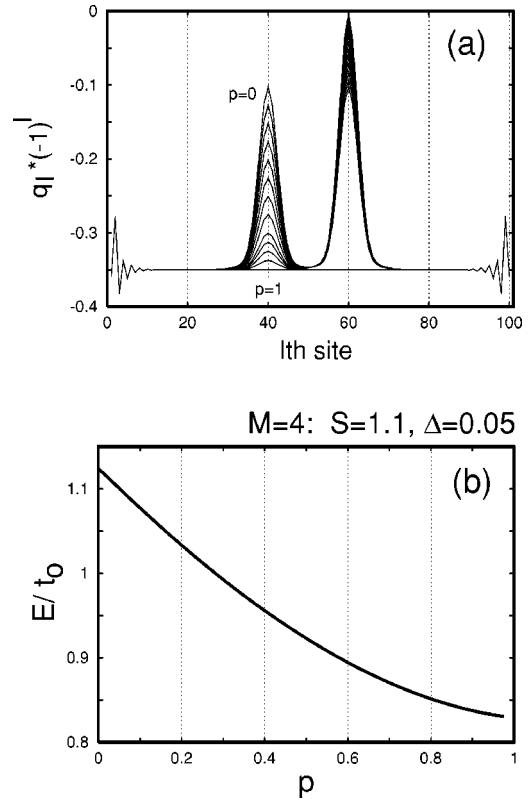 0
(a)
p=0
-0.1
-0.2
-0.3
-0.4
q_l*(-1)^l
p=1
0 20 40 60 80 100
lth site
M=4: S=1.1, Δ=0.05
(b)
1.1
1
0.9
0.8
E/t_0
0 0.2 0.4 0.6 0.8 1
p